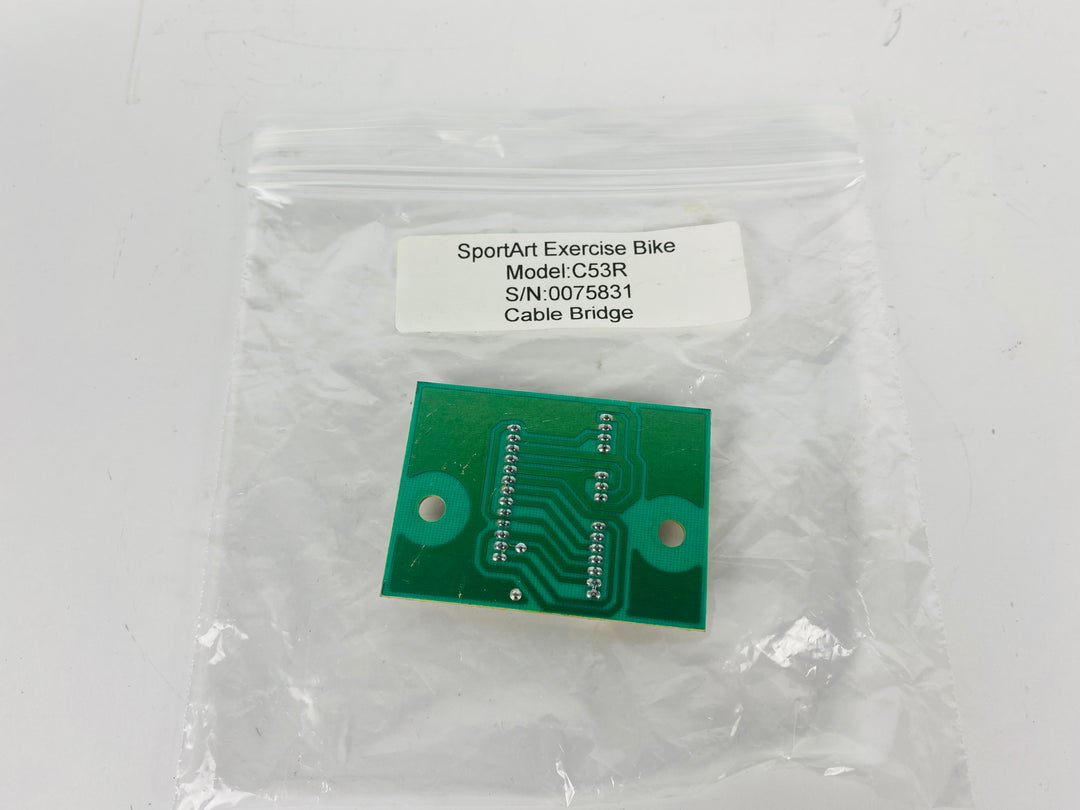 SportArt Exercise Bike
Model:C53R
S/N:0075831
Cable Bridge